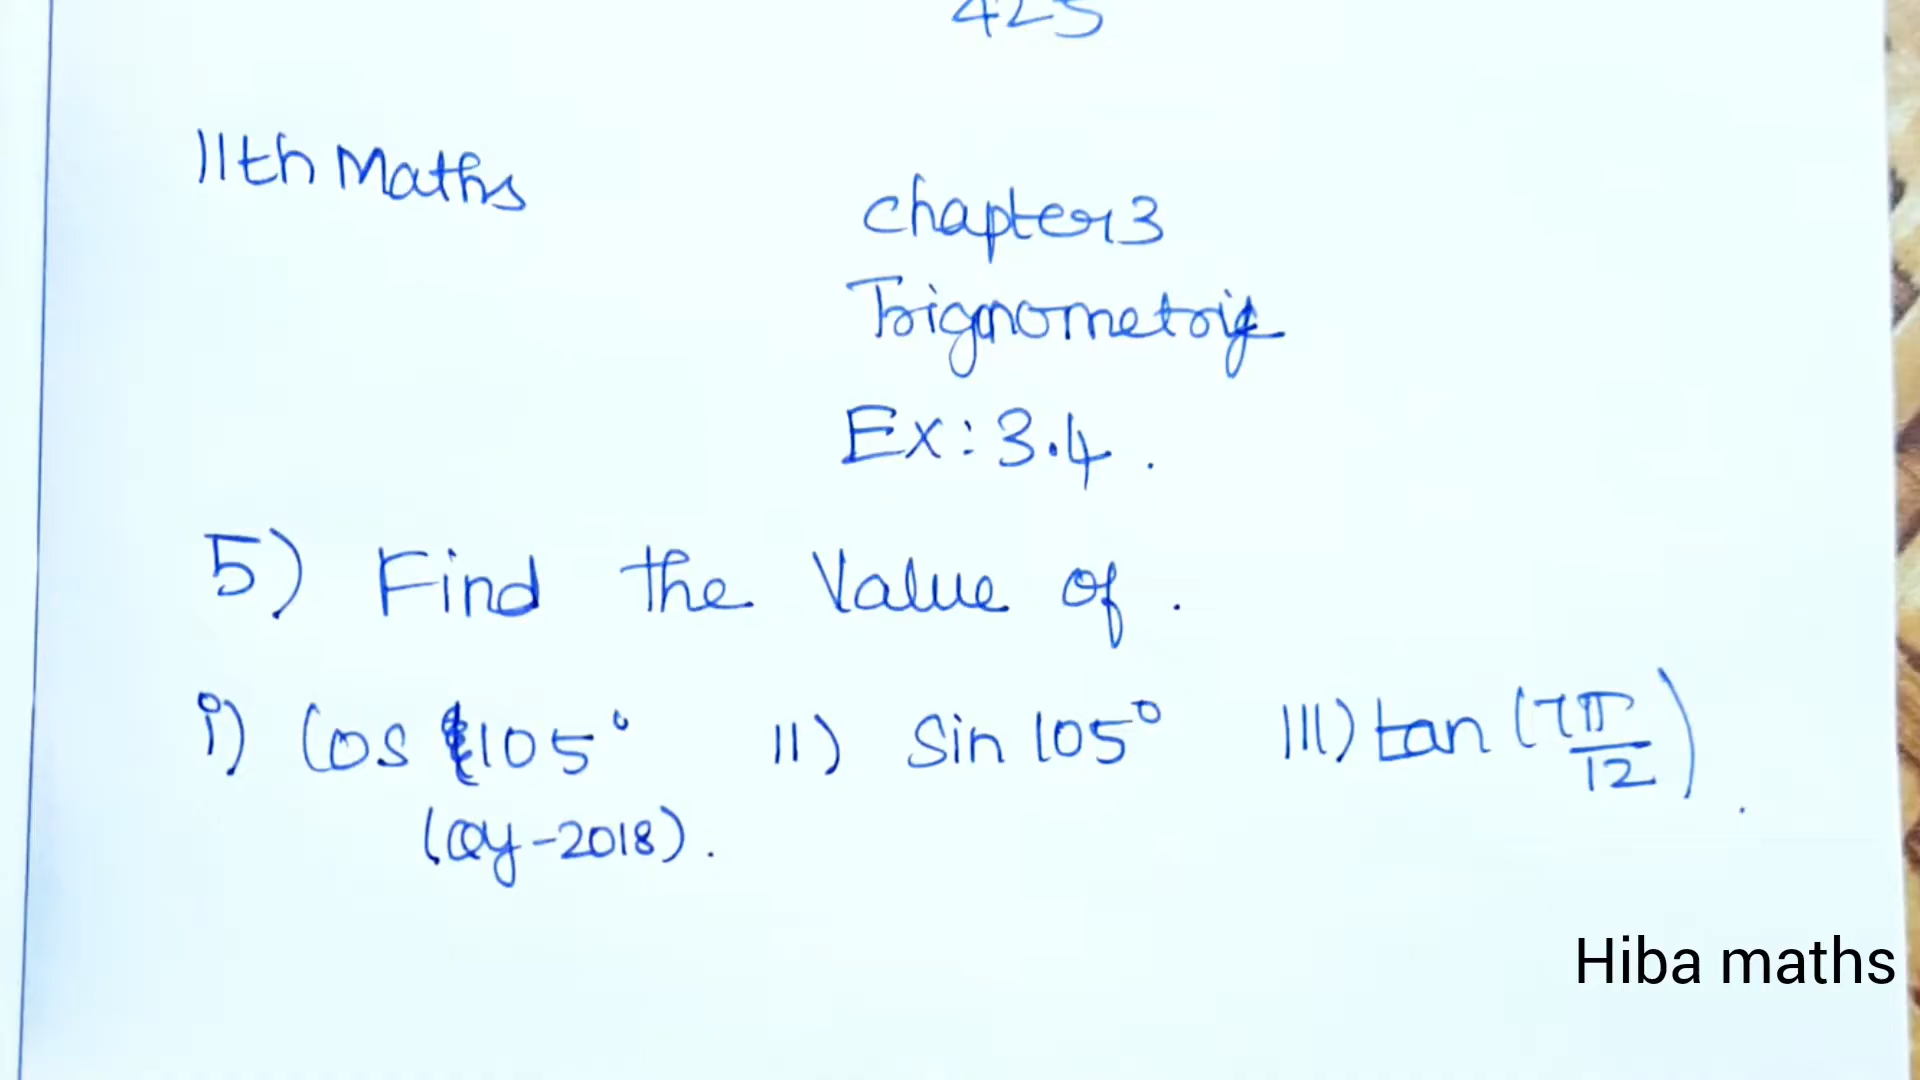 425
11th Maths
chapter 3
Trignometry
Ex: 3.4.
5) Find the Value of.
i) Cos 105° II) Sin 105° III) tan (7π/12).
(Qy-2018).
Hiba maths